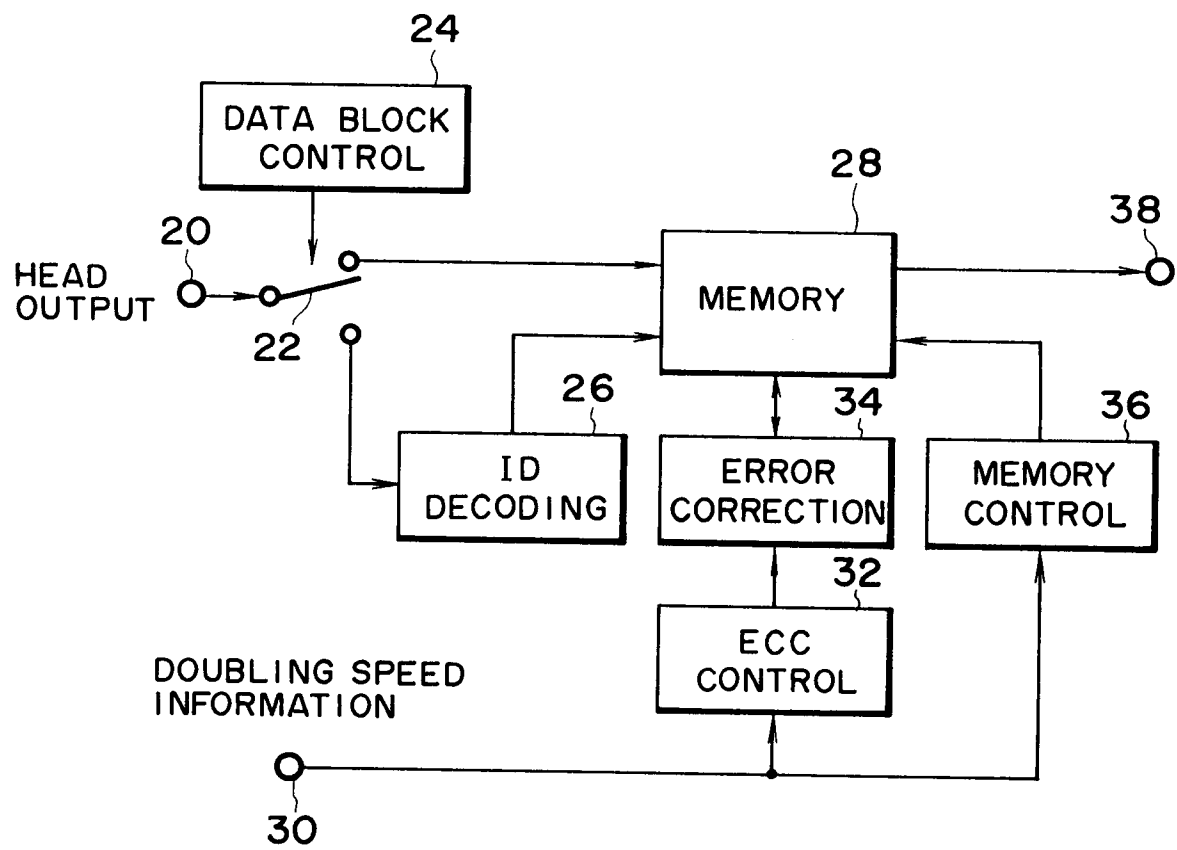 24
DATA BLOCK
CONTROL
28
38
20
HEAD
OUTPUT
22
MEMORY
26
34
36
ID
DECODING
ERROR
CORRECTION
MEMORY
CONTROL
32
ECC
CONTROL
DOUBLING SPEED
INFORMATION
30